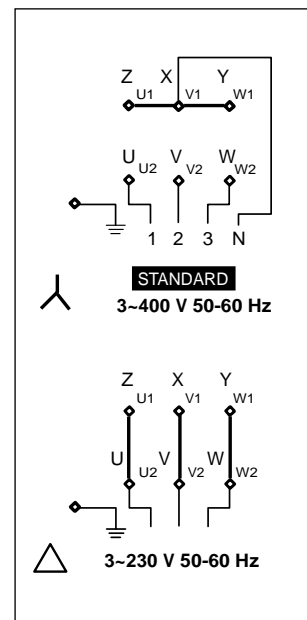 Z X Y
U1 V1 W1
U V W
U2 V2 W2
1 2 3 N
STANDARD
3~400 V 50-60 Hz
Z X Y
U1 V1 W1
U V W
U2 V2 W2
3~230 V 50-60 Hz